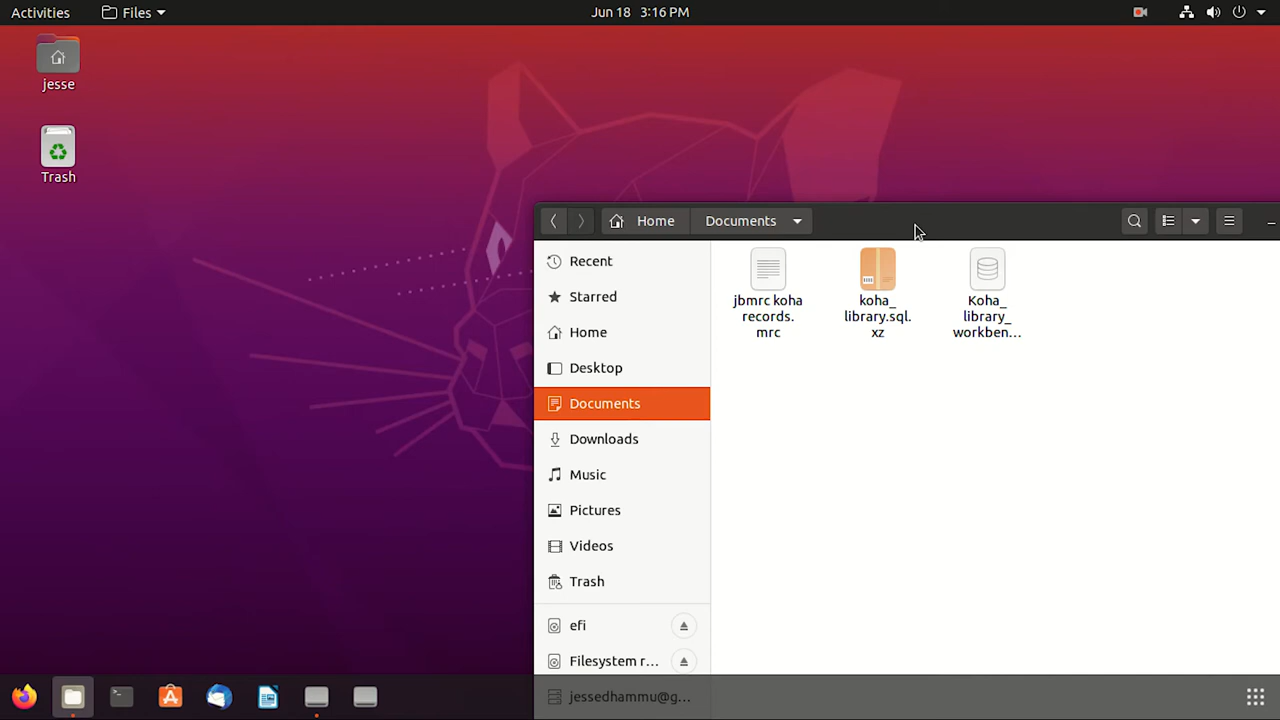 Activities
Files
Jun 18 3:16 PM
jesse
Trash
Home
Documents
Recent
Starred
Home
Desktop
Documents
Downloads
Music
Pictures
Videos
Trash
efi
Filesystem r...
jessedhammu@g...
jbmrc koha
records.
mrc
koha_
library.sql.
xz
Koha_
library_
workben...